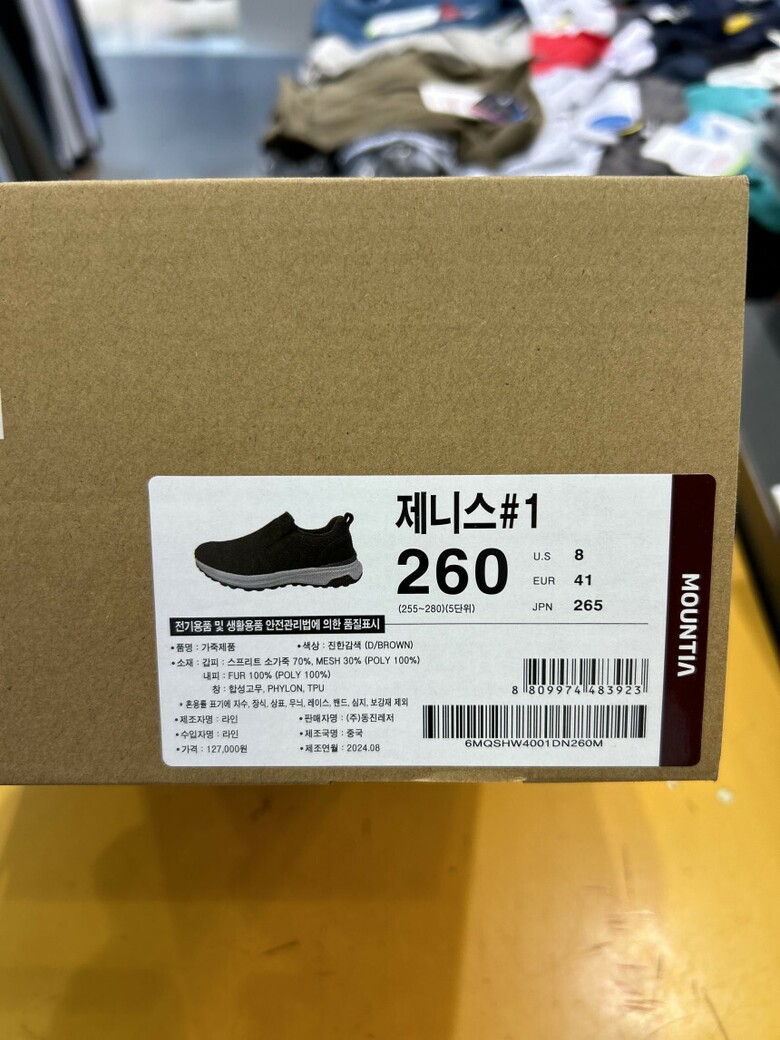 제니스#1
260
(255~280)(5단위)
U.S 8
EUR 41
JPN 265
MOUNTIA
전기용품 및 생활용품 안전관리법에 의한 품질표시
•품명 : 가죽제품 •색상 : 진한감색 (D/BROWN)
•소재 : 갑피 : 스프리트 소가죽 70%, MESH 30% (POLY 100%)
내피 : FUR 100% (POLY 100%)
창 : 합성고무, PHYLON, TPU
* 혼용률 표기에 자수, 장식, 상표, 무늬, 레이스, 밴드, 심지, 보강재 제외
•제조자명 : 라인 •판매자명 : (주)동진레저
•수입자명 : 라인 •제조국명 : 중국
•가격 : 127,000원 •제조연월 : 2024.08
8 809974 483923
6MQSHW4001DN260M